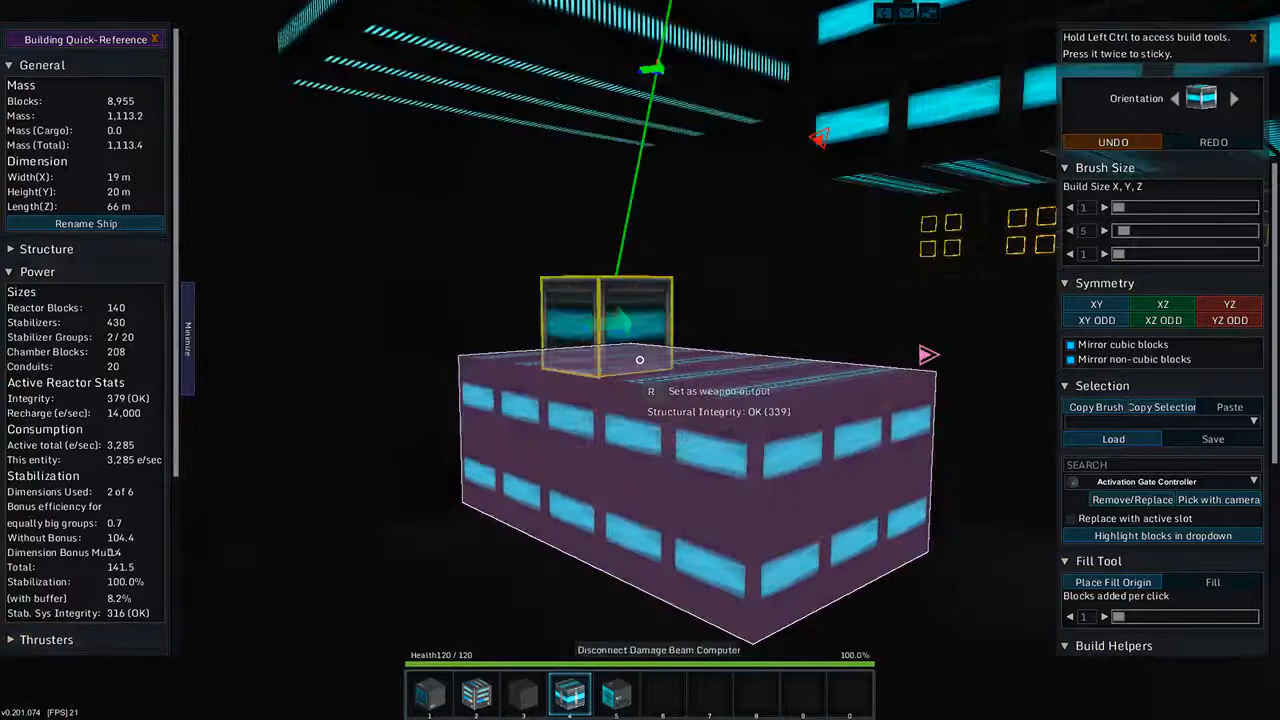 Building Quick-Reference X
General
Mass
Blocks: 8,955
Mass: 1,113.2
Mass (Cargo): 0.0
Mass (Total): 1,113.4
Dimension
Width(X) 19 m
Height(Y) 20 m
Length(Z) 66 m
Rename Ship
Structure
Power
Sizes
Reactor Blocks: 140
Stabilizers: 430
Stabilizer Groups: 2 / 20
Chamber Blocks: 208
Conduits: 20
Active Reactor Stats
Integrity: 379 (OK)
Recharge (e/sec): 14,000
Consumption
Active total (e/sec): 3,285
This entity: 3,285 e/sec
Stabilization
Dimensions Used: 2 of 6
Bonus efficiency for
equally big groups: 0.7
Without Bonus: 104.4
Dimension Bonus Mu
Total: 141.5
Stabilization: 100.0%
(with buffer) 8.2%
Stab. Sys Integrity: 316 (OK)
Thrusters
Minimize
R Set as weapon output
Structural Integrity: OK (339)
Disconnect Damage Beam Computer
Health 120 / 120 100.0%
1 2 3 4 5 6 7 8 9 0
v0.201.074 [FPS] 21
Hold Left Ctrl to access build tools. X
Press it twice to sticky.
Orientation
UNDO REDO
Brush Size
Build Size X, Y, Z
1
5
1
Symmetry
XY XZ YZ
XY ODD XZ ODD YZ ODD
Mirror cubic blocks
Mirror non-cubic blocks
Selection
Copy Brush Copy Selection Paste
Load Save
SEARCH
Activation Gate Controller
Remove/Replace Pick with camera
Replace with active slot
Highlight blocks in dropdown
Fill Tool
Place Fill Origin Fill
Blocks added per click
1
Build Helpers